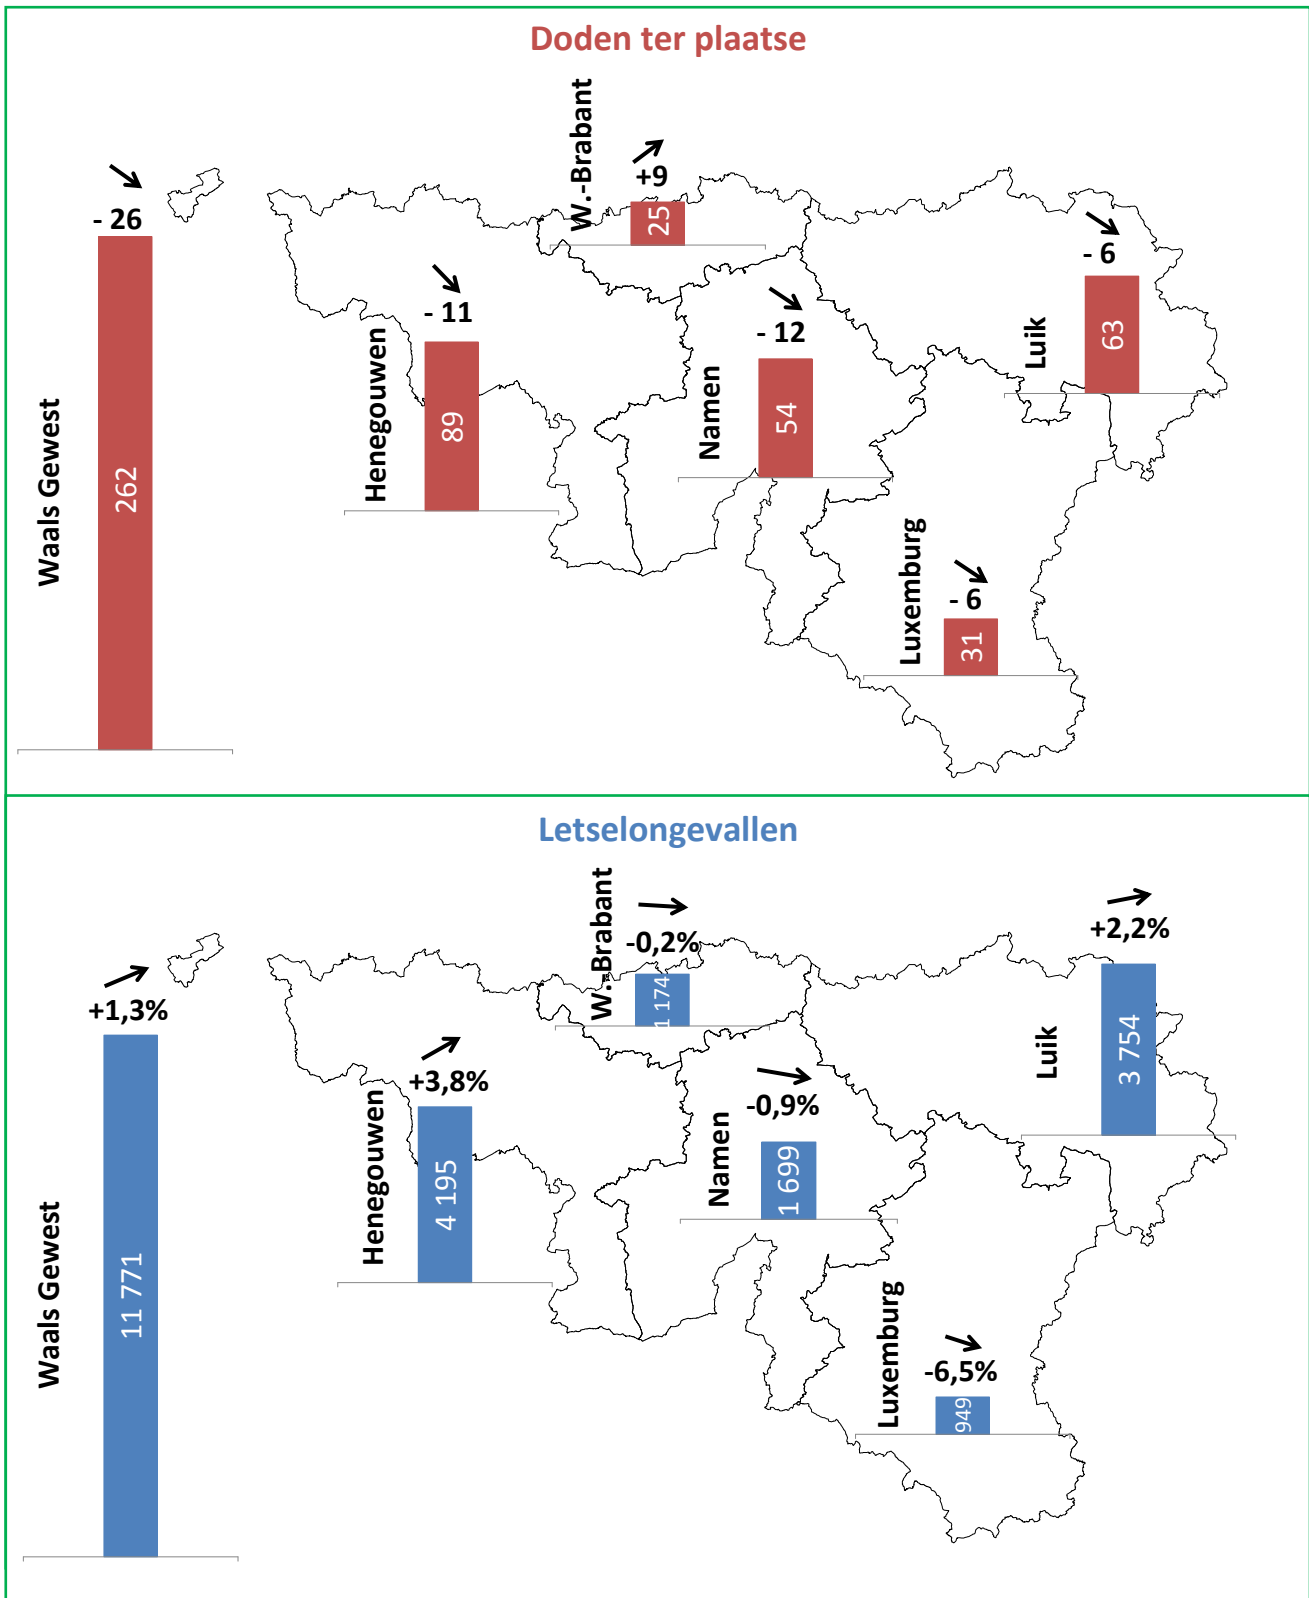 Doden ter plaatse
Waals Gewest
- 26
262
Henegouwen
- 11
89
W.-Brabant
+9
25
Namen
- 12
54
Luik
- 6
63
Luxemburg
- 6
31
Letselongevallen
Waals Gewest
+1,3%
11 771
Henegouwen
+3,8%
4 195
W.-Brabant
-0,2%
1 174
Namen
-0,9%
1 699
Luik
+2,2%
3 754
Luxemburg
-6,5%
949